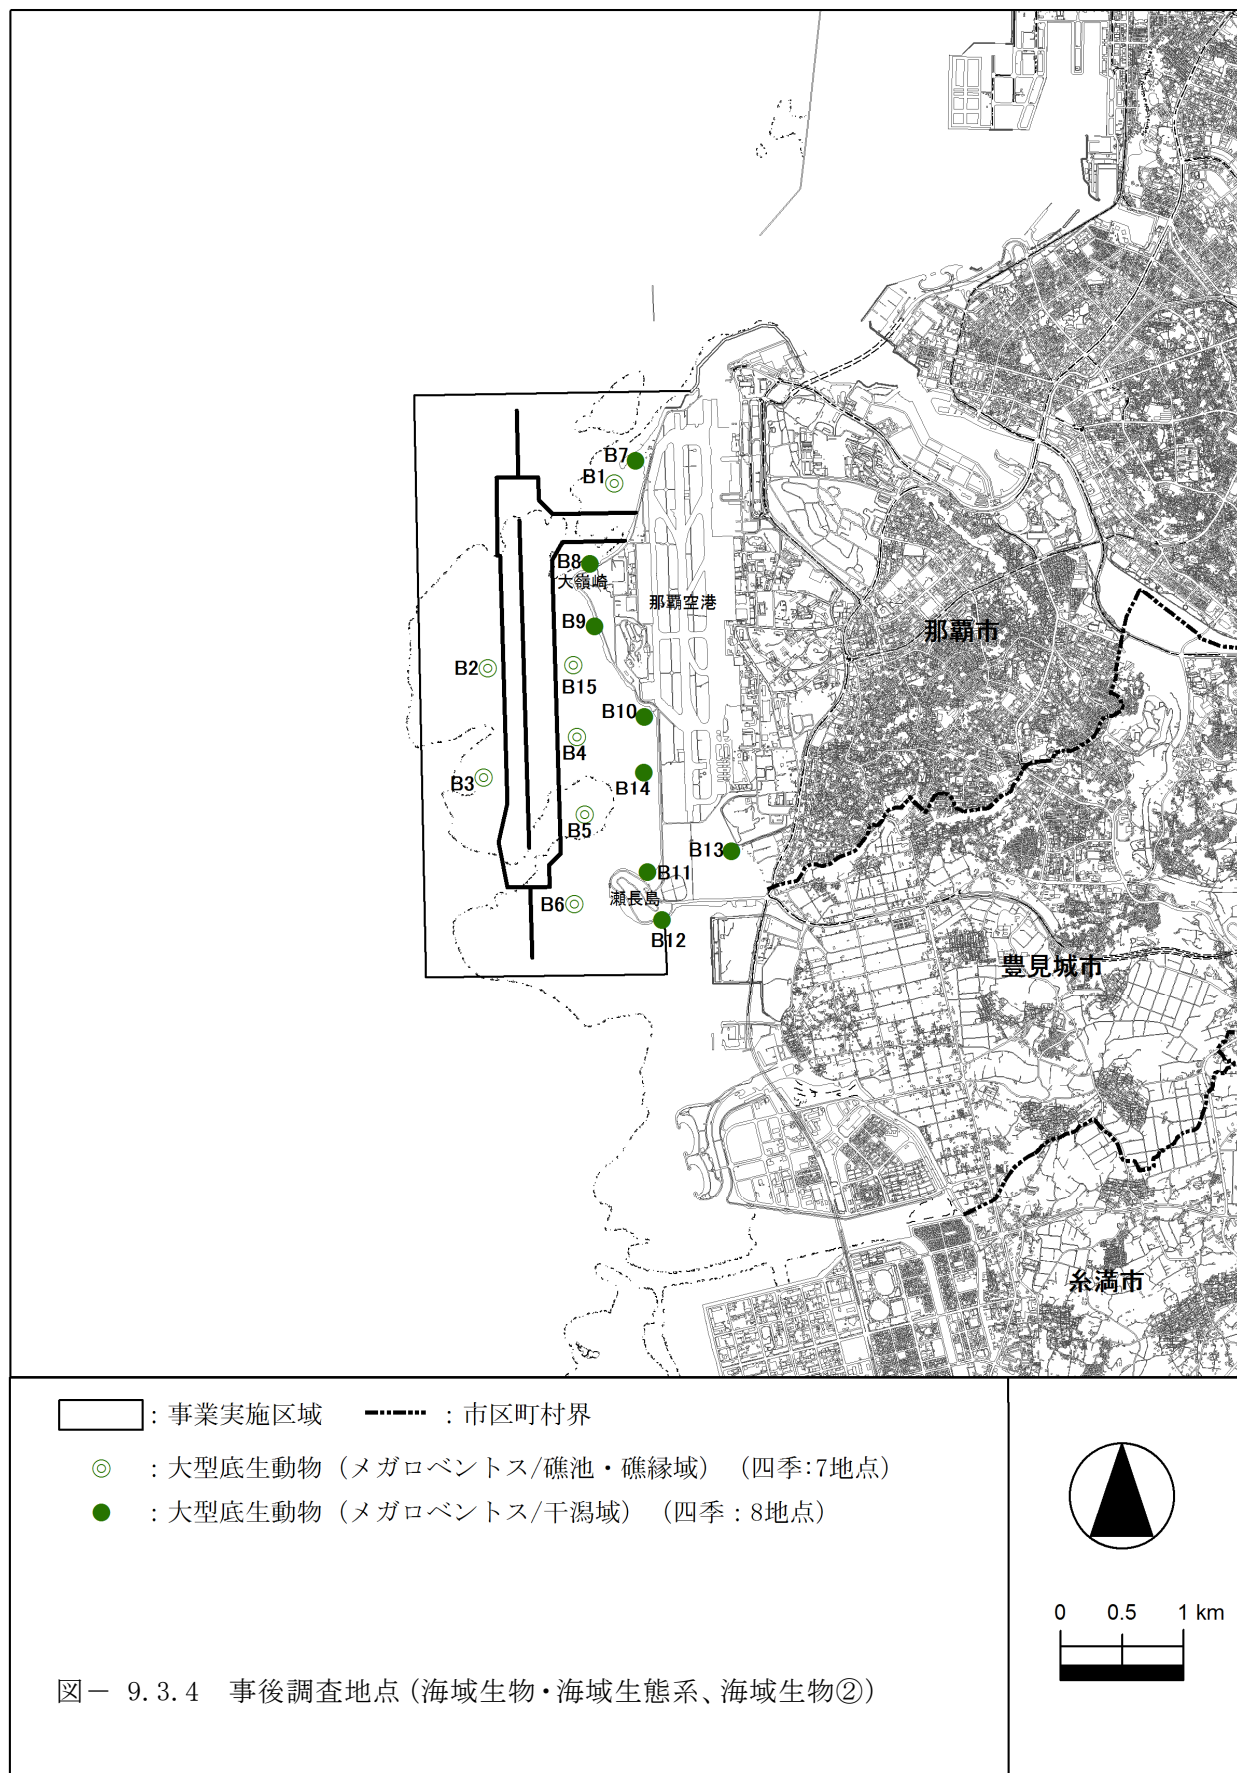 B7
B1
B8
大嶺崎
那覇空港
B9
那覇市
B2
B15
B10
B4
B3
B14
B5
B13
B11
瀬長島
B6
B12
豊見城市
糸満市
：事業実施区域 ：市区町村界
：大型底生動物（メガロベントス/礁池・礁縁域）（四季:7地点）
：大型底生動物（メガロベントス/干潟域）（四季：8地点）
0 0.5 1 km
図－ 9.3.4 事後調査地点(海域生物・海域生態系、海域生物②)